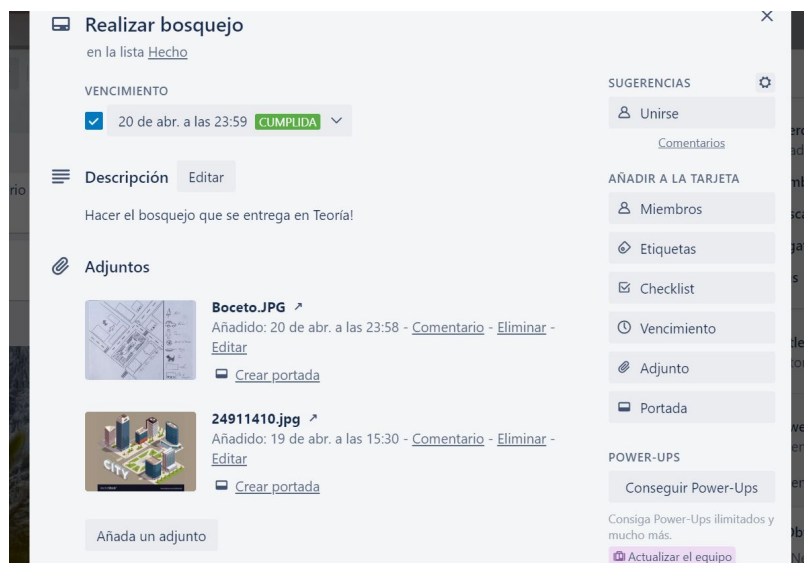 Realizar bosquejo
en la lista Hecho
VENCIMIENTO
20 de abr. a las 23:59 CUMPLIDA
Descripción Editar
Hacer el bosquejo que se entrega en Teoría!
Adjuntos
Boceto.JPG ↗
Añadido: 20 de abr. a las 23:58 - Comentario - Eliminar -
Editar
Crear portada
CITY
24911410.jpg ↗
Añadido: 19 de abr. a las 15:30 - Comentario - Eliminar -
Editar
Crear portada
Añada un adjunto
SUGERENCIAS
Unirse
Comentarios
AÑADIR A LA TARJETA
Miembros
Etiquetas
Checklist
Vencimiento
Adjunto
Portada
POWER-UPS
Conseguir Power-Ups
Consiga Power-Ups ilimitados y
mucho más.
Actualizar el equipo